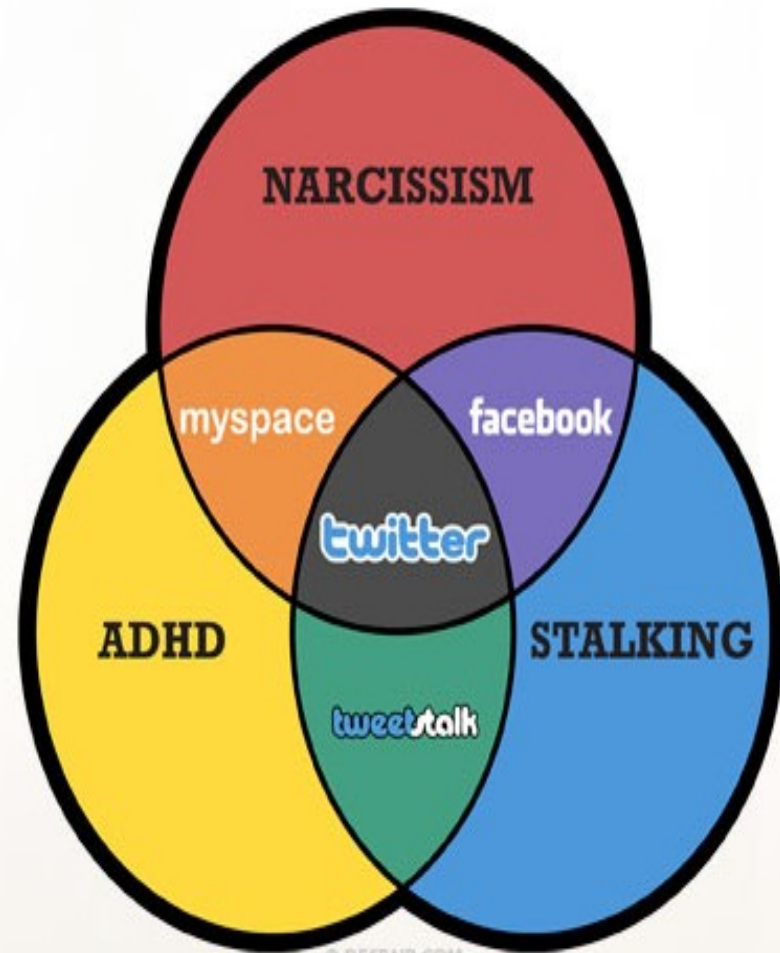 NARCISSISM
myspace
facebook
twitter
ADHD
STALKING
tweetstalk